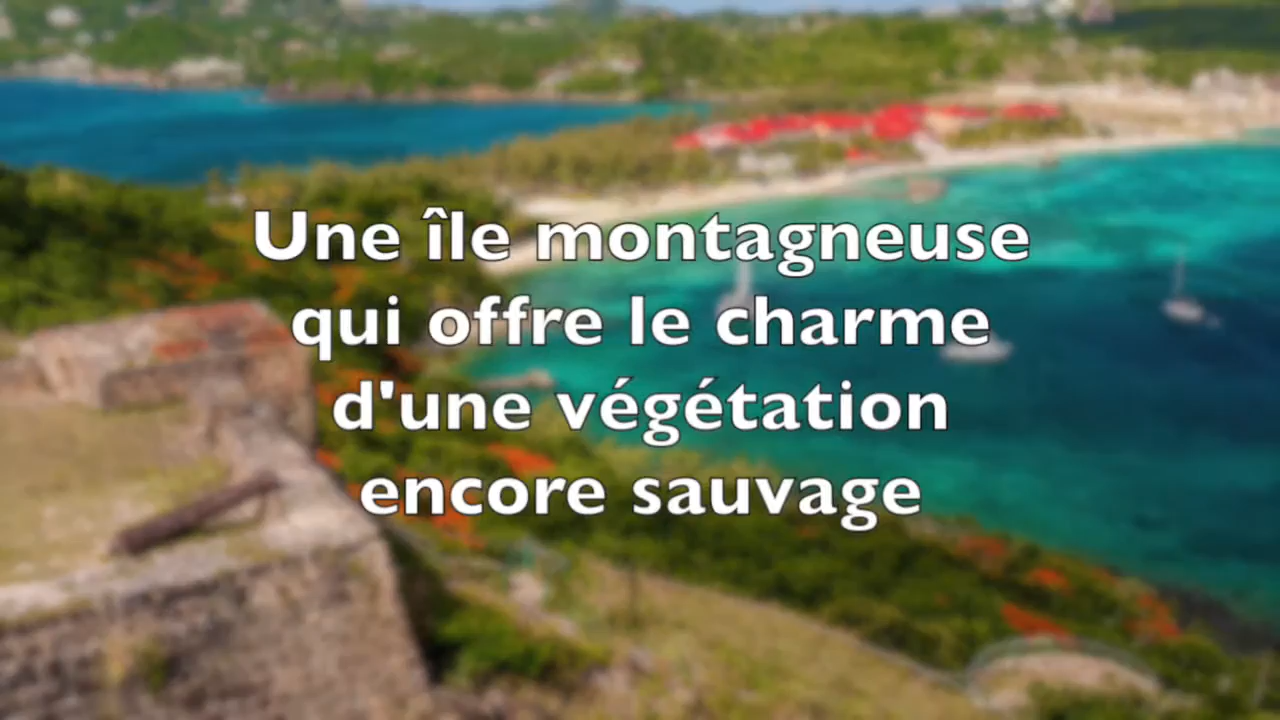 Une île montagneuse
qui offre le charme
d'une végétation
encore sauvage